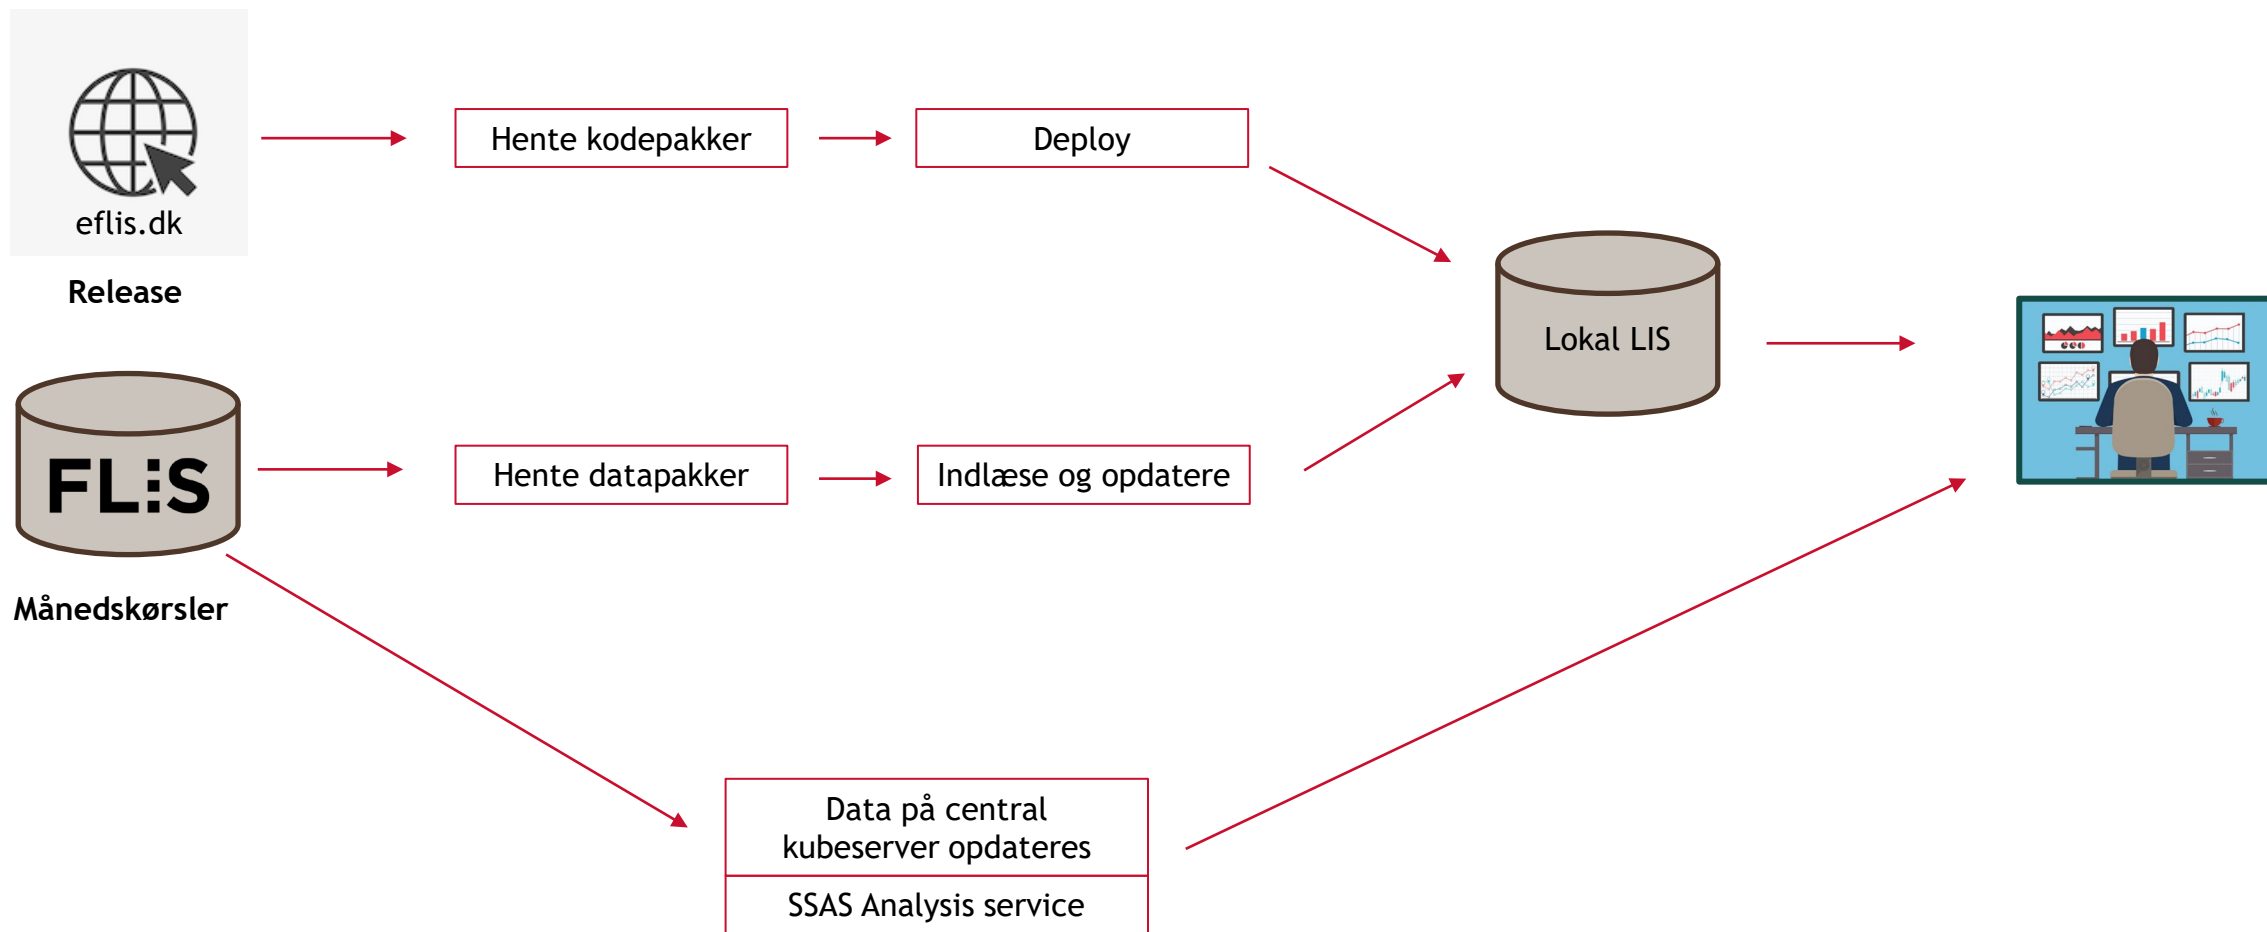 eflis.dk
Release
Hente kodepakker
Deploy
Lokal LIS
FLIS
Månedskørsler
Hente datapakker
Indlæse og opdatere
Data på central
kubeserver opdateres
SSAS Analysis service